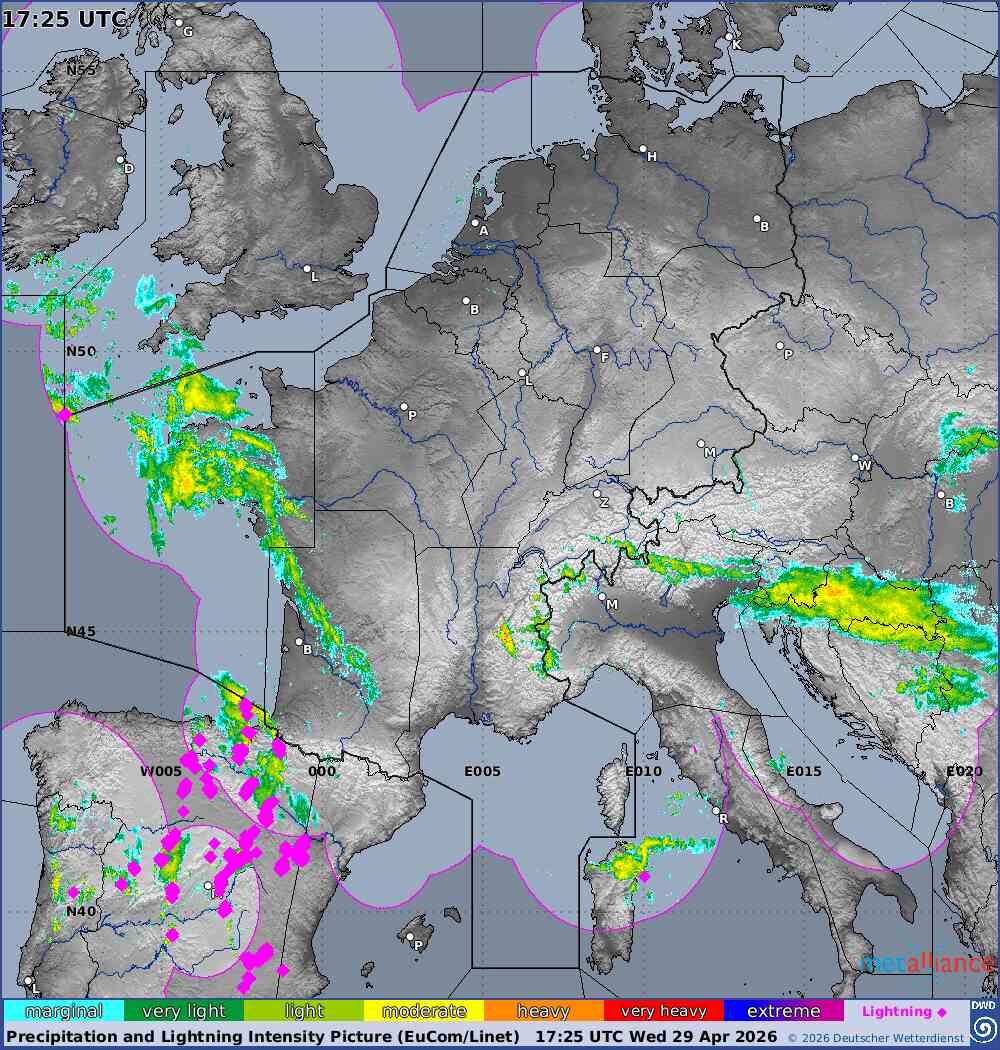 17:25 UTC
G
K
N55
D
H
A
B
L
B
N50
F
P
L
P
M
W
Z
B
M
N45
B
W005
000
E005
E010
E015
E020
R
N40
P
L
metalliance
marginal very light light moderate heavy very heavy extreme Lightning
DWD
Precipitation and Lightning Intensity Picture (EuCom/Linet) 17:25 UTC Wed 29 Apr 2026 © 2026 Deutscher Wetterdienst